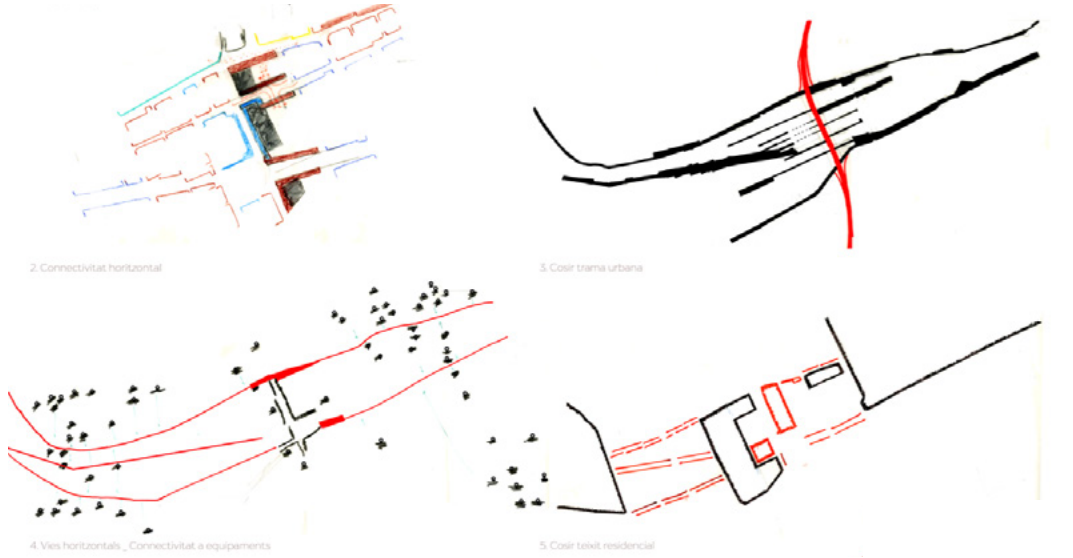 2. Connectivitat horitzontal
3. Cosir trama urbana
4. Vies horitzontals _ Connectivitat a equipaments
5. Cosir teixit residencial